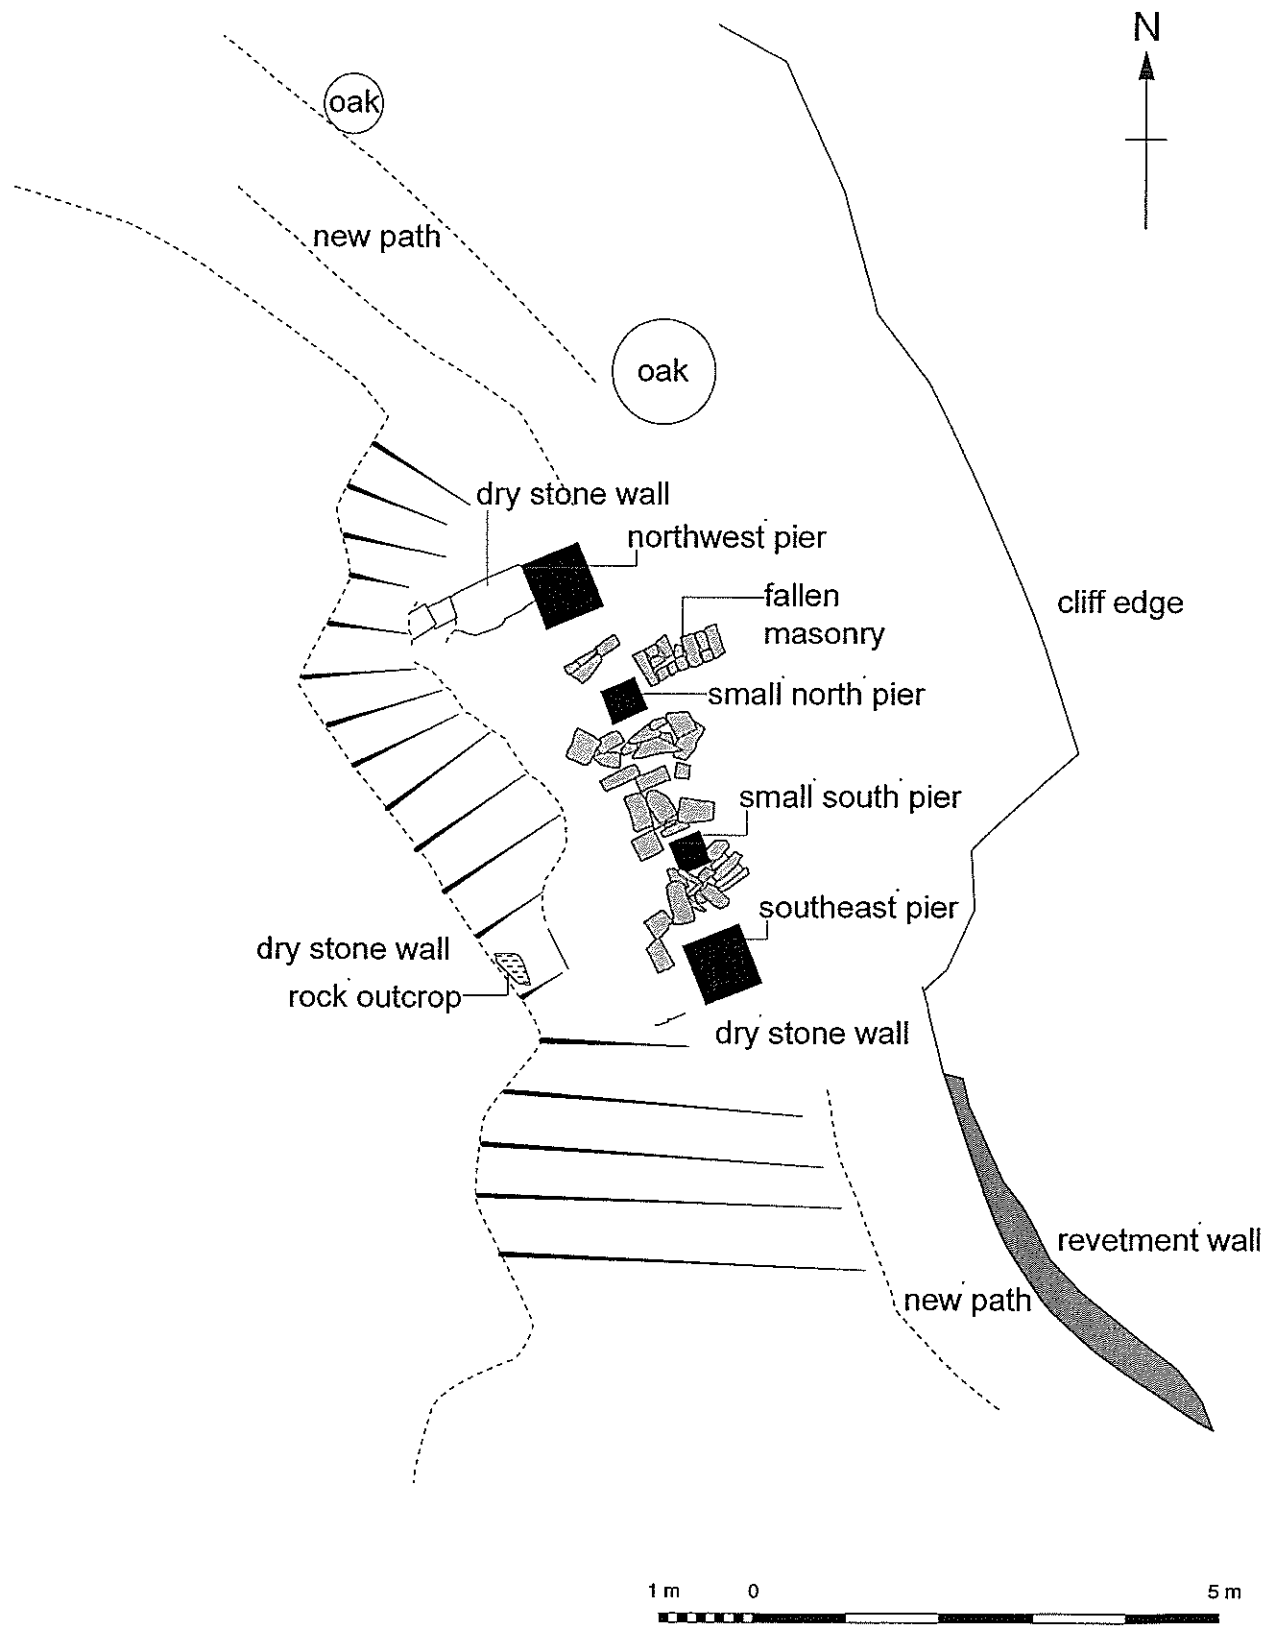 N
oak
new path
oak
dry stone wall
northwest pier
fallen
masonry
cliff edge
small north pier
small south pier
southeast pier
dry stone wall
rock outcrop
dry stone wall
revetment wall
new path
1 m 0 5 m